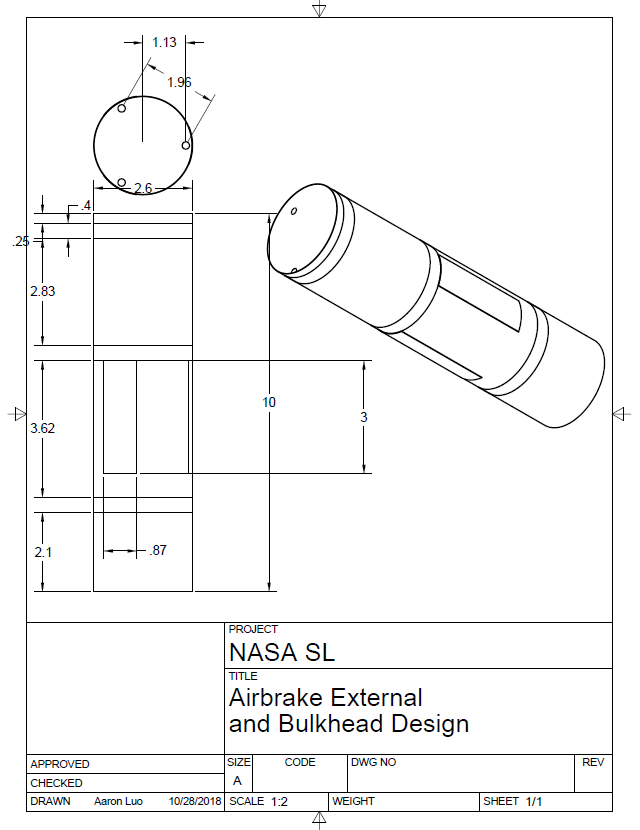 1.13
1.96
2.6
.4
.25
2.83
10
3
3.62
.87
2.1
PROJECT
NASA SL
TITLE
Airbrake External
and Bulkhead Design
APPROVED
SIZE CODE DWG NO REV
A
CHECKED
DRAWN Aaron Luo 10/28/2018 SCALE 1:2 WEIGHT SHEET 1/1